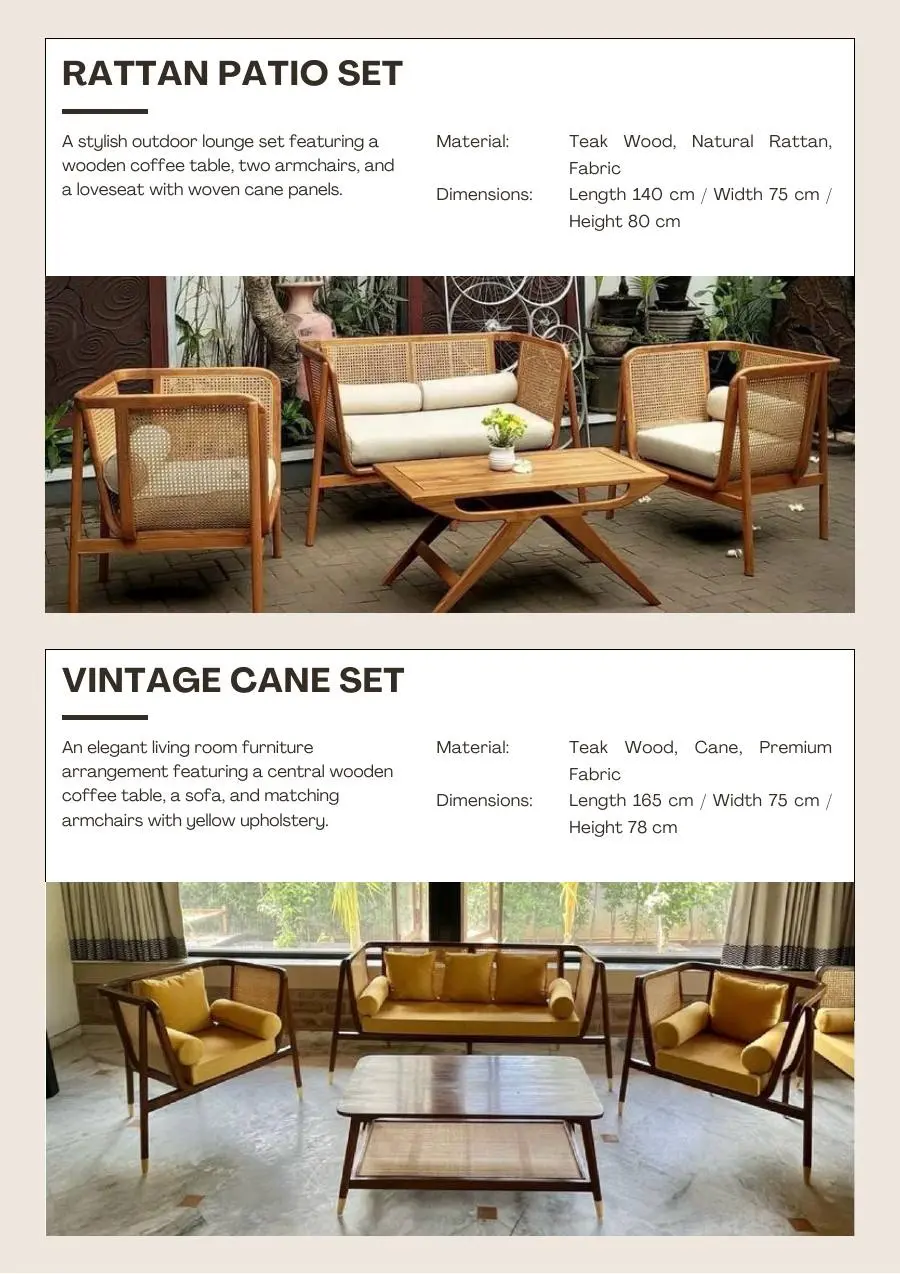 RATTAN PATIO SET
A stylish outdoor lounge set featuring a
wooden coffee table, two armchairs, and
a loveseat with woven cane panels.
Material:
Teak Wood, Natural Rattan,
Fabric
Dimensions:
Length 140 cm / Width 75 cm /
Height 80 cm
VINTAGE CANE SET
An elegant living room furniture
arrangement featuring a central wooden
coffee table, a sofa, and matching
armchairs with yellow upholstery.
Material:
Teak Wood, Cane, Premium
Fabric
Dimensions:
Length 165 cm / Width 75 cm /
Height 78 cm